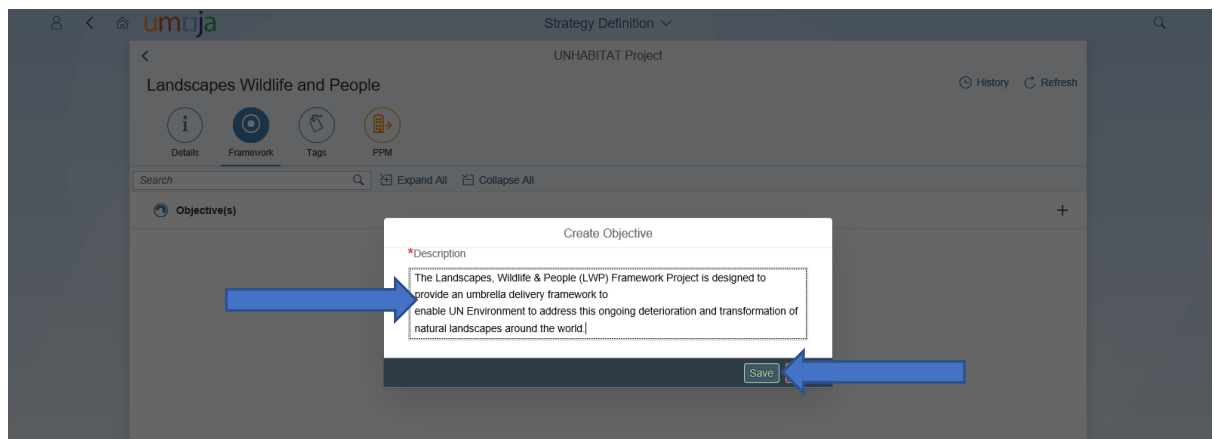 umoja
Strategy Definition
UNHABITAT Project
Landscapes Wildlife and People
History Refresh
Details Framework Tags PPM
Search Expand All Collapse All
Objective(s)
Create Objective
*Description
The Landscapes, Wildlife & People (LWP) Framework Project is designed to
provide an umbrella delivery framework to
enable UN Environment to address this ongoing deterioration and transformation of
natural landscapes around the world.
Save